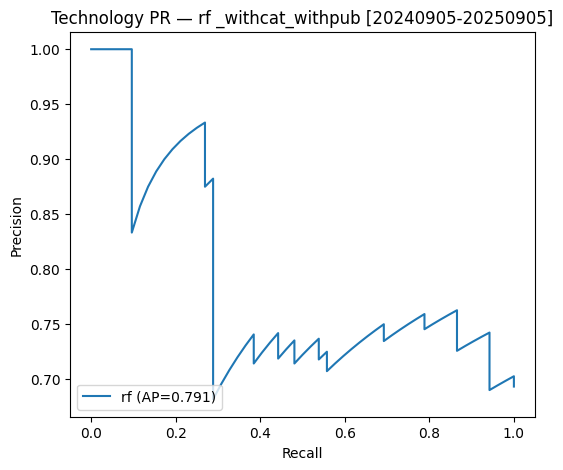 Technology PR — rf _withcat_withpub [20240905-20250905]
1.00
0.95
0.90
0.85
0.80
0.75
0.70
Precision
rf (AP=0.791)
0.0 0.2 0.4 0.6 0.8 1.0
Recall